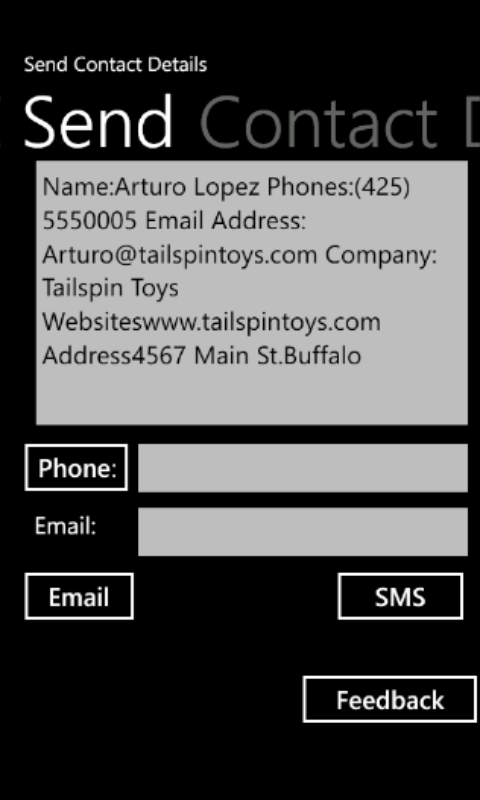 Send Contact Details
Send Contact
Name:Arturo Lopez Phones:(425)
5550005 Email Address:
Arturo@tailspintoys.com Company:
Tailspin Toys
Websiteswww.tailspintoys.com
Address4567 Main St.Buffalo
Phone:
Email:
Email SMS
Feedback